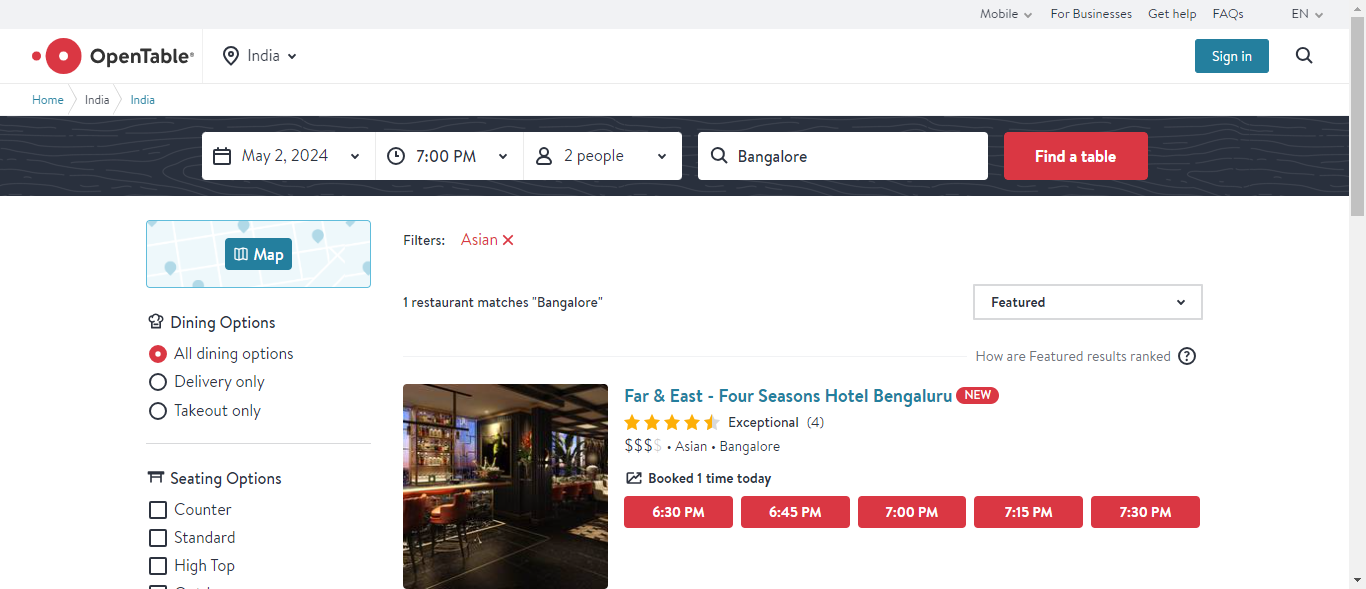 Mobile For Businesses Get help FAQs EN
OpenTable® India Sign in
Home India India
May 2, 2024 7:00 PM 2 people Bangalore Find a table
Map
Filters: Asian
1 restaurant matches "Bangalore" Featured
How are Featured results ranked ?
Dining Options
All dining options
Delivery only
Takeout only
Seating Options
Counter
Standard
High Top
Far & East - Four Seasons Hotel Bengaluru NEW
Exceptional (4)
$$$$ • Asian • Bangalore
Booked 1 time today
6:30 PM 6:45 PM 7:00 PM 7:15 PM 7:30 PM